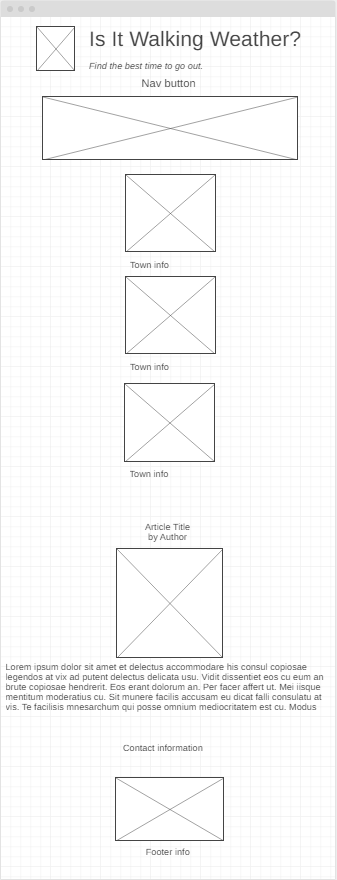 Is It Walking Weather?
Find the best time to go out.
Nav button
Town info
Town info
Town info
Article Title
by Author
Lorem ipsum dolor sit amet et delectus accommodare his consul copiosae
legendos at vix ad putent delectus delicata usu. Vidit dissentiet eos cu eum an
brute copiosae hendrerit. Eos erant dolorum an. Per facer affert ut. Mei iisque
mentitum moderatius cu. Sit munere facilis accusam eu dicat falli consulatu at
vis. Te facilisis mnesarchum qui posse omnium mediocritatem est cu. Modus
Contact information
Footer info